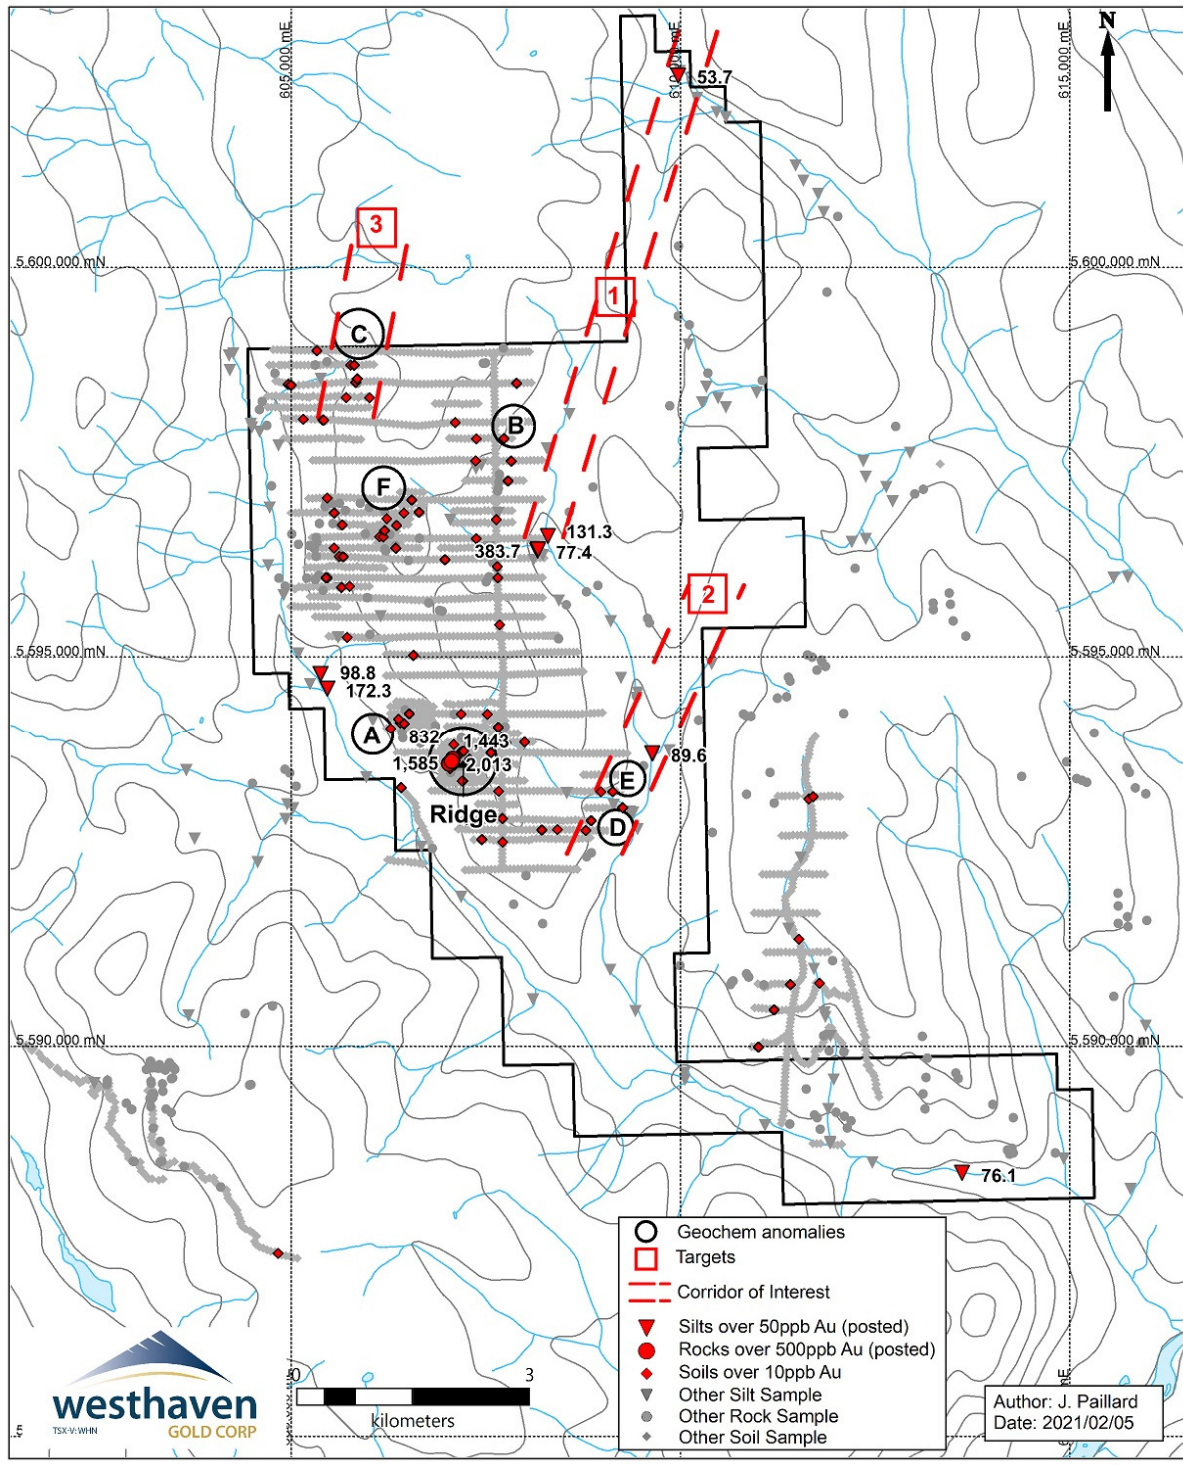 605,000 mE
610,000 mE
615,000 mE
N
53.7
3
5,600,000 mN
5,600,000 mN
1
C
B
F
131.3
383.7
77.4
2
5,595,000 mN
5,595,000 mN
98.8
172.3
A
832
1,443
89.6
1,585
2,013
E
Ridge
D
5,590,000 mN
5,590,000 mN
76.1
Geochem anomalies
Targets
Corridor of Interest
Silts over 50ppb Au (posted)
Rocks over 500ppb Au (posted)
Soils over 10ppb Au
Other Silt Sample
Other Rock Sample
Other Soil Sample
0
3
kilometers
westhaven
TSX-V: WHN
GOLD CORP
Author: J. Paillard
Date: 2021/02/05
5
mE